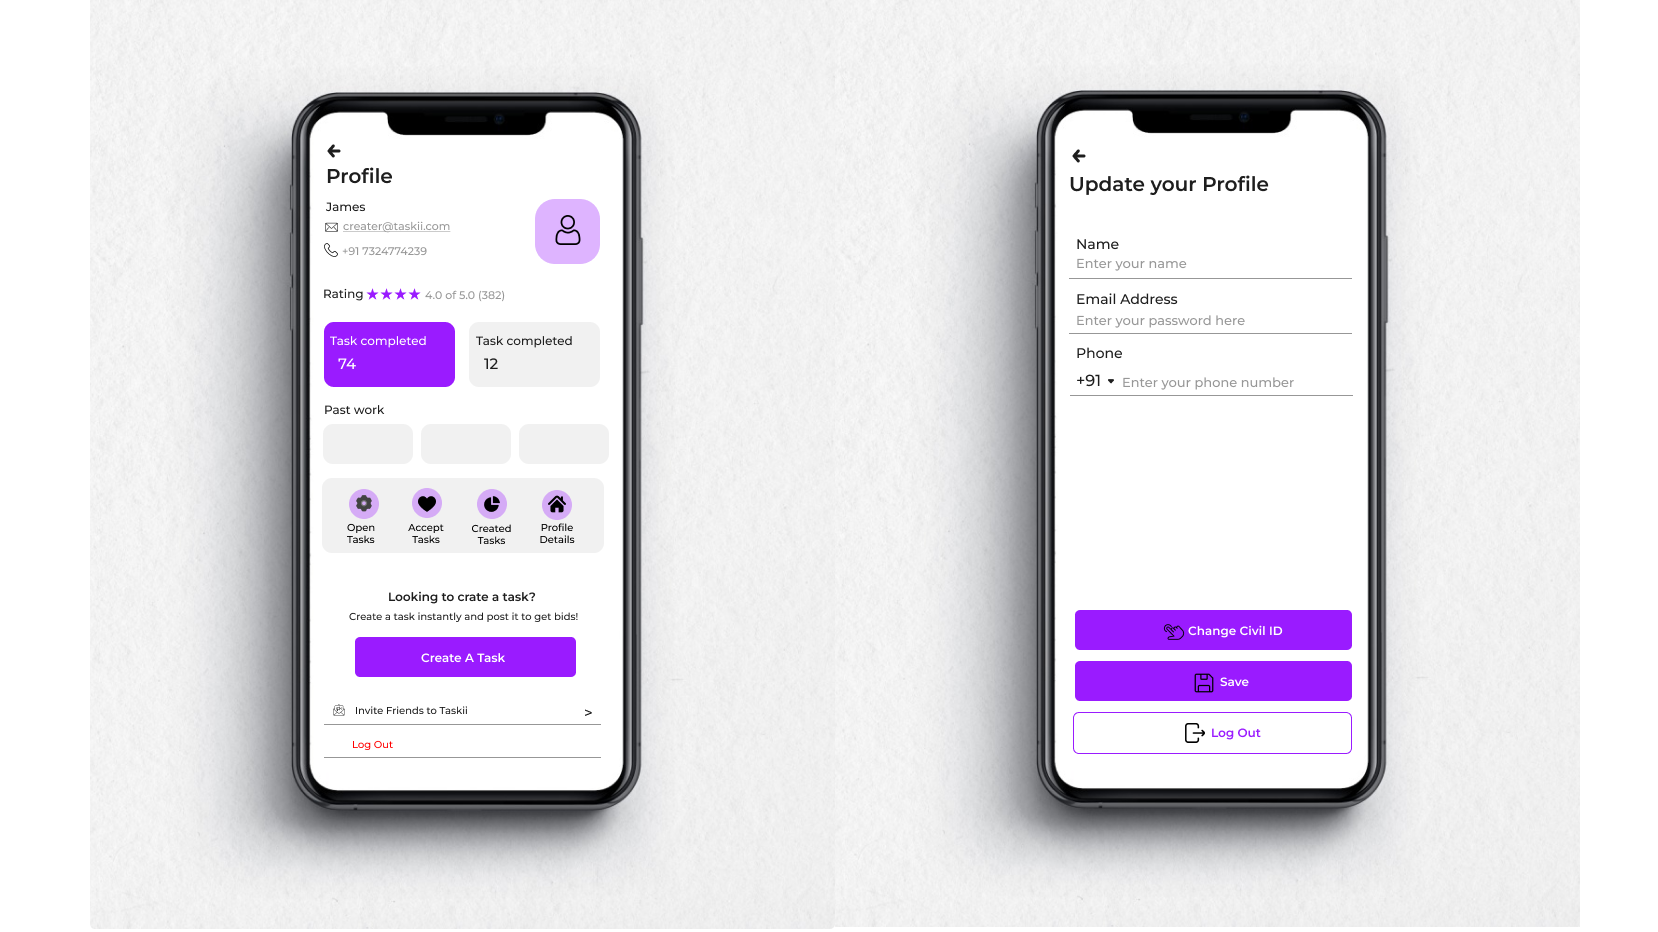 Profile
James
creater@taskii.com
+91 7324774239
Rating ★★★★ 4.0 of 5.0 (382)
Task completed
74
Task completed
12
Past work
Open
Tasks
Accept
Tasks
Created
Tasks
Profile
Details
Looking to crate a task?
Create a task instantly and post it to get bids!
Create A Task
Invite Friends to Taskii >
Log Out
Update your Profile
Name
Enter your name
Email Address
Enter your password here
Phone
+91 Enter your phone number
Change Civil ID
Save
Log Out